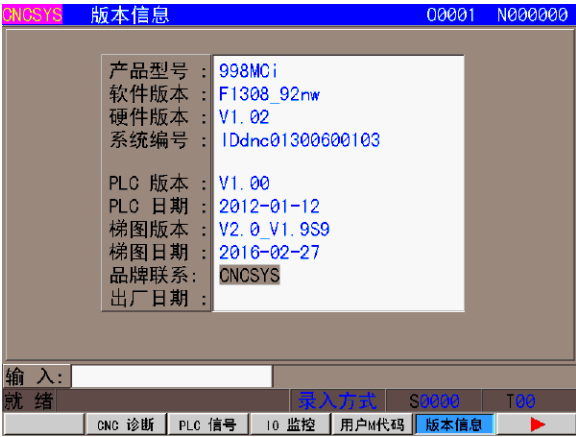 CNCSYS 版本信息 O0001 N000000
产品型号 : 998MCi
软件版本 : F1308_92nw
硬件版本 : V1.02
系统编号 : IDdnc01300600103
PLC 版本 : V1.00
PLC 日期 : 2012-01-12
梯图版本 : V2.0_V1.9S9
梯图日期 : 2016-02-27
品牌联系: CNCSYS
出厂日期 :
输 入:
就 绪 录入方式 S0000 T00
CNC 诊断 PLC 信号 IO 监控 用户M代码 版本信息